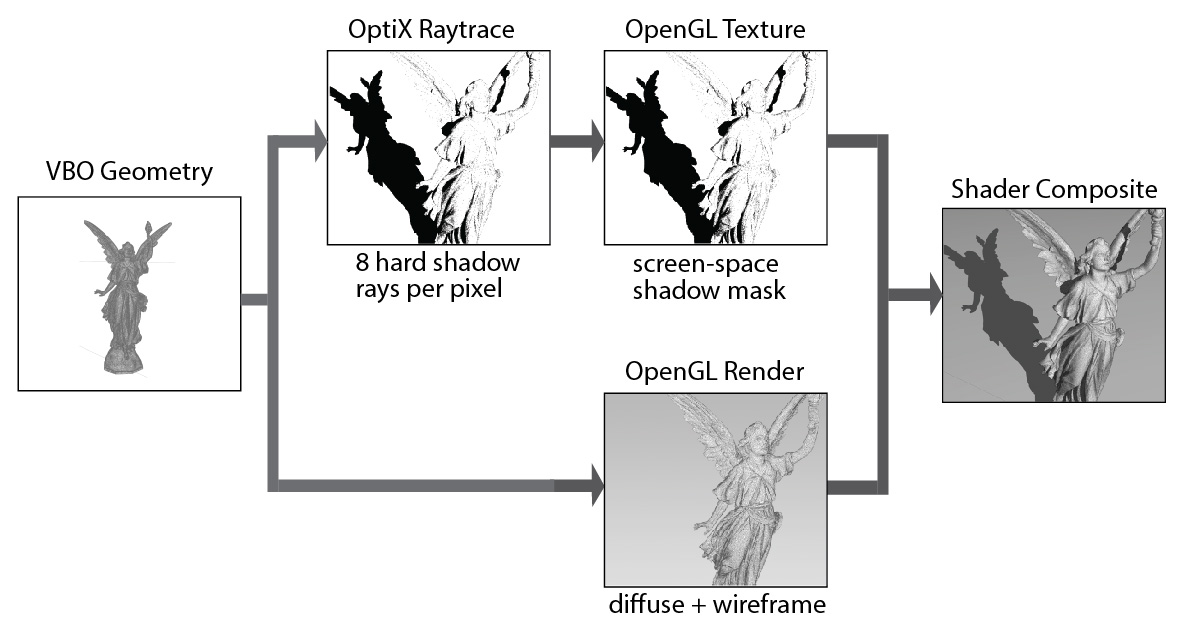 OptiX Raytrace
OpenGL Texture
VBO Geometry
Shader Composite
8 hard shadow
rays per pixel
screen-space
shadow mask
OpenGL Render
diffuse + wireframe